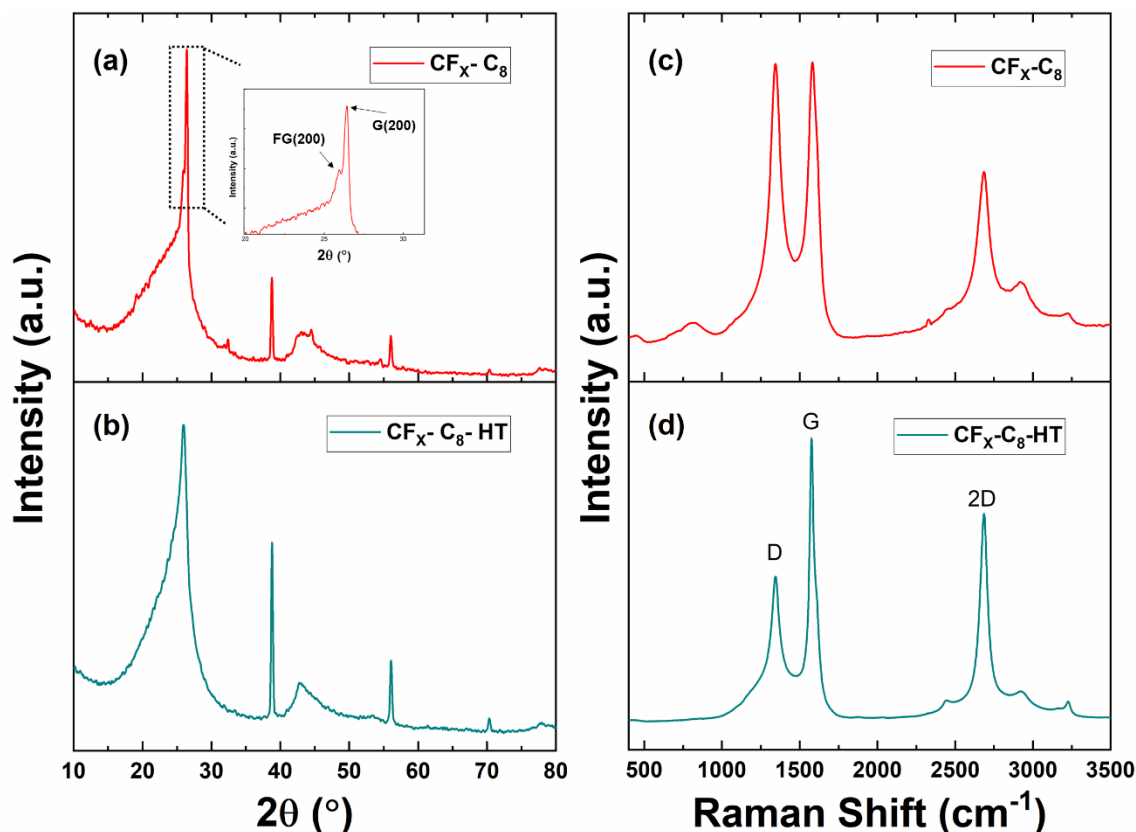 (a)
CFₓ- C₈
FG(200)
G(200)
Intensity (a.u.)
20 25 30
2θ (°)
(b)
CFₓ- C₈- HT
Intensity (a.u.)
10 20 30 40 50 60 70 80
2θ (°)
(c)
CFₓ-C₈
(d)
CFₓ-C₈-HT
D
G
2D
Intensity (a.u.)
500 1000 1500 2000 2500 3000 3500
Raman Shift (cm⁻¹)